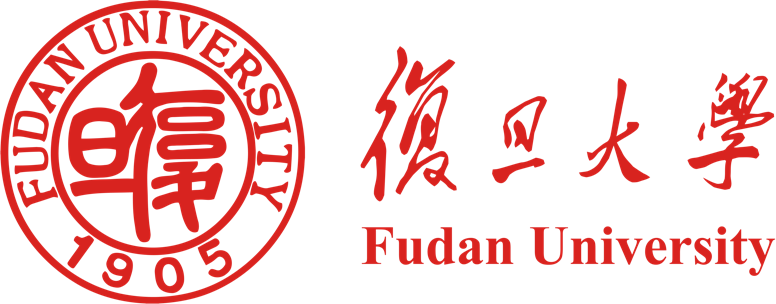 FUDAN UNIVERSITY
復旦
1905
復旦大學
Fudan University